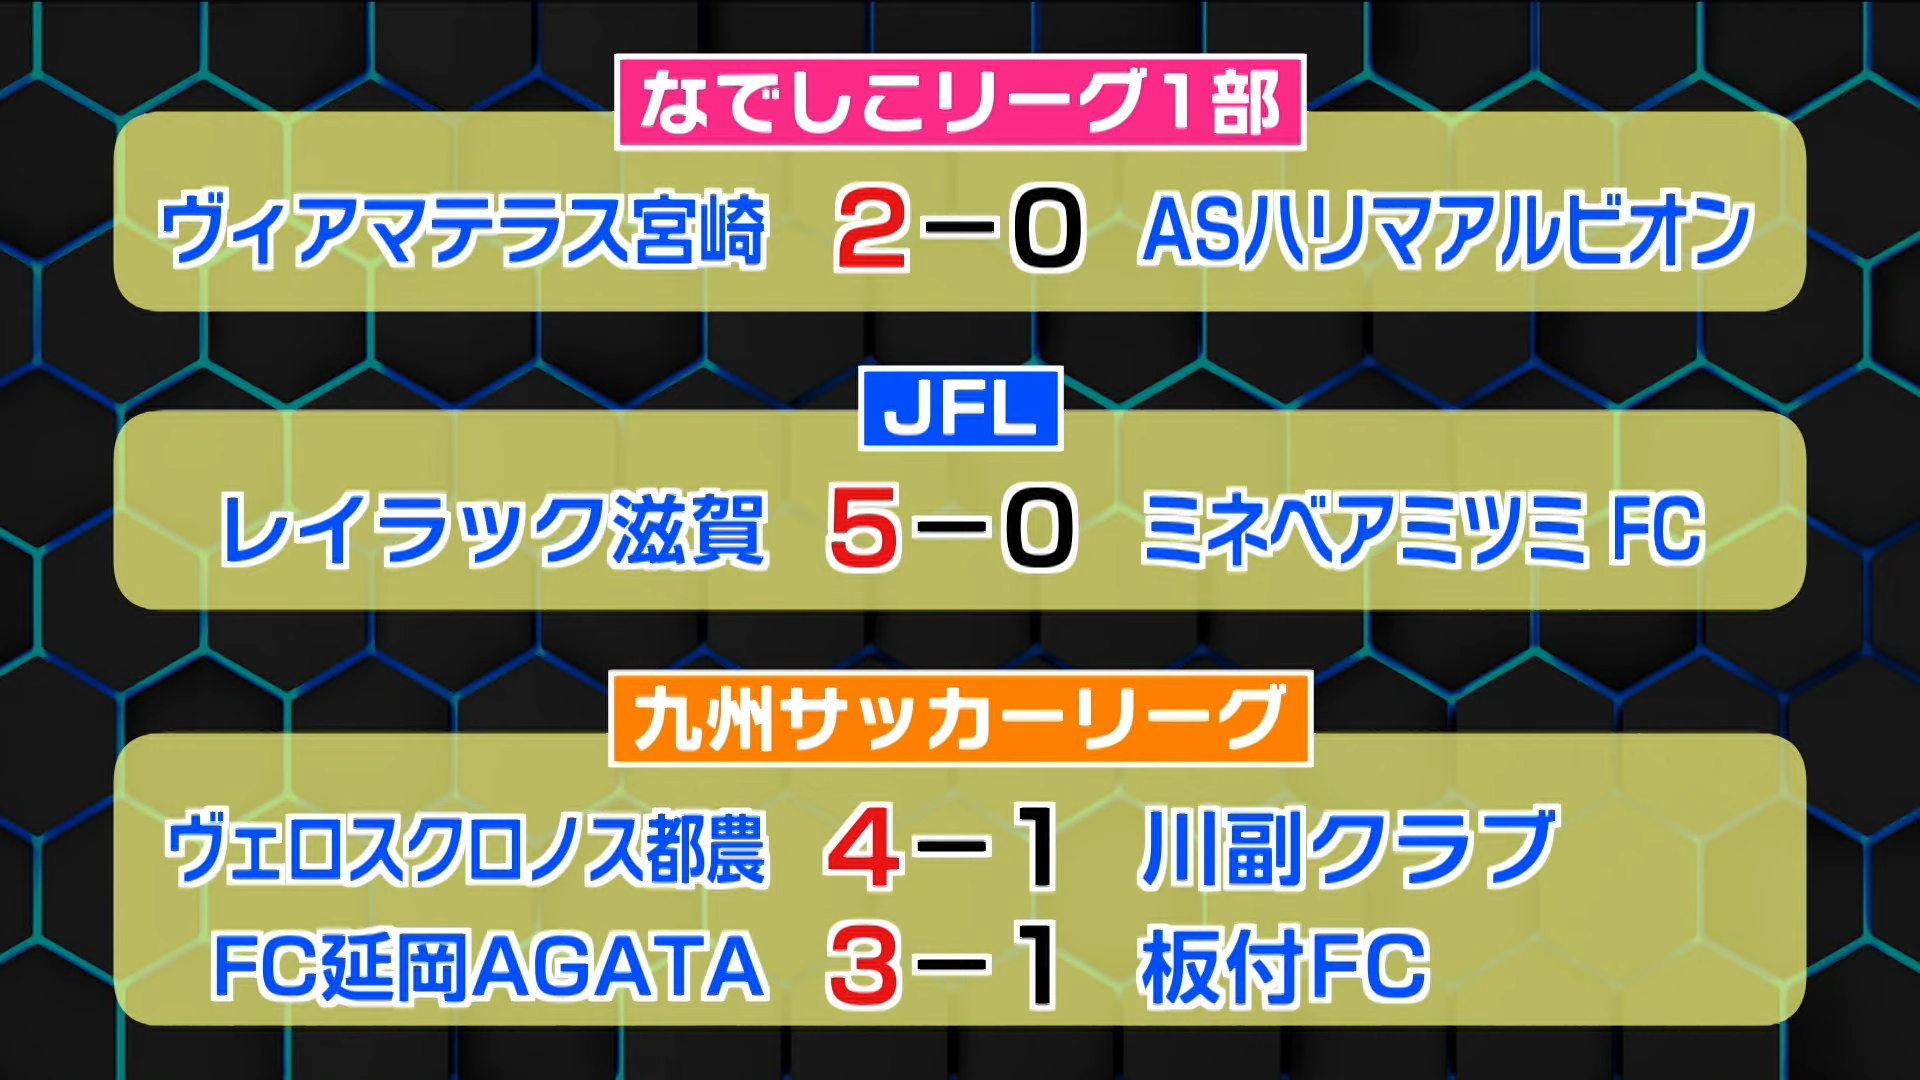 なでしこリーグ1部
ヴィアマテラス宮崎 2－0 ASハリマアルビオン
JFL
レイラック滋賀 5－0 ミネベアミツミFC
九州サッカーリーグ
ヴェロスクロノス都農 4－1 川副クラブ
FC延岡AGATA 3－1 板付FC